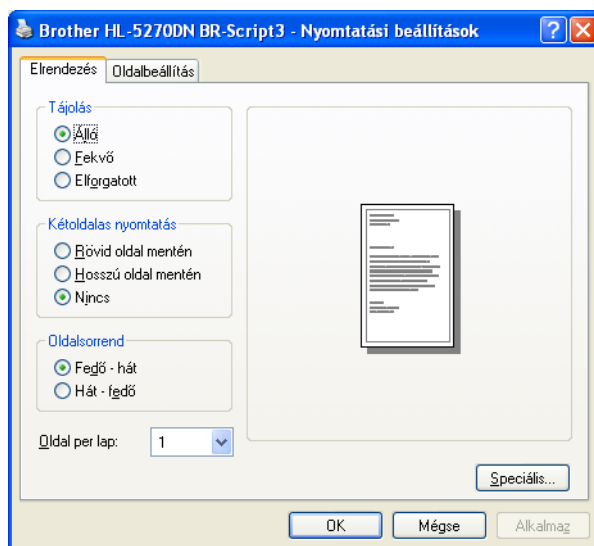 Brother HL-5270DN BR-Script3 - Nyomtatási beállítások
Elrendezés Oldalbeállítás
Tájolás
Álló
Fekvő
Elforgatott
Kétoldalas nyomtatás
Rövid oldal mentén
Hosszú oldal mentén
Nincs
Oldalsorrend
Fedő - hát
Hát - fedő
Oldal per lap: 1
Speciális...
OK Mégse Alkalmaz